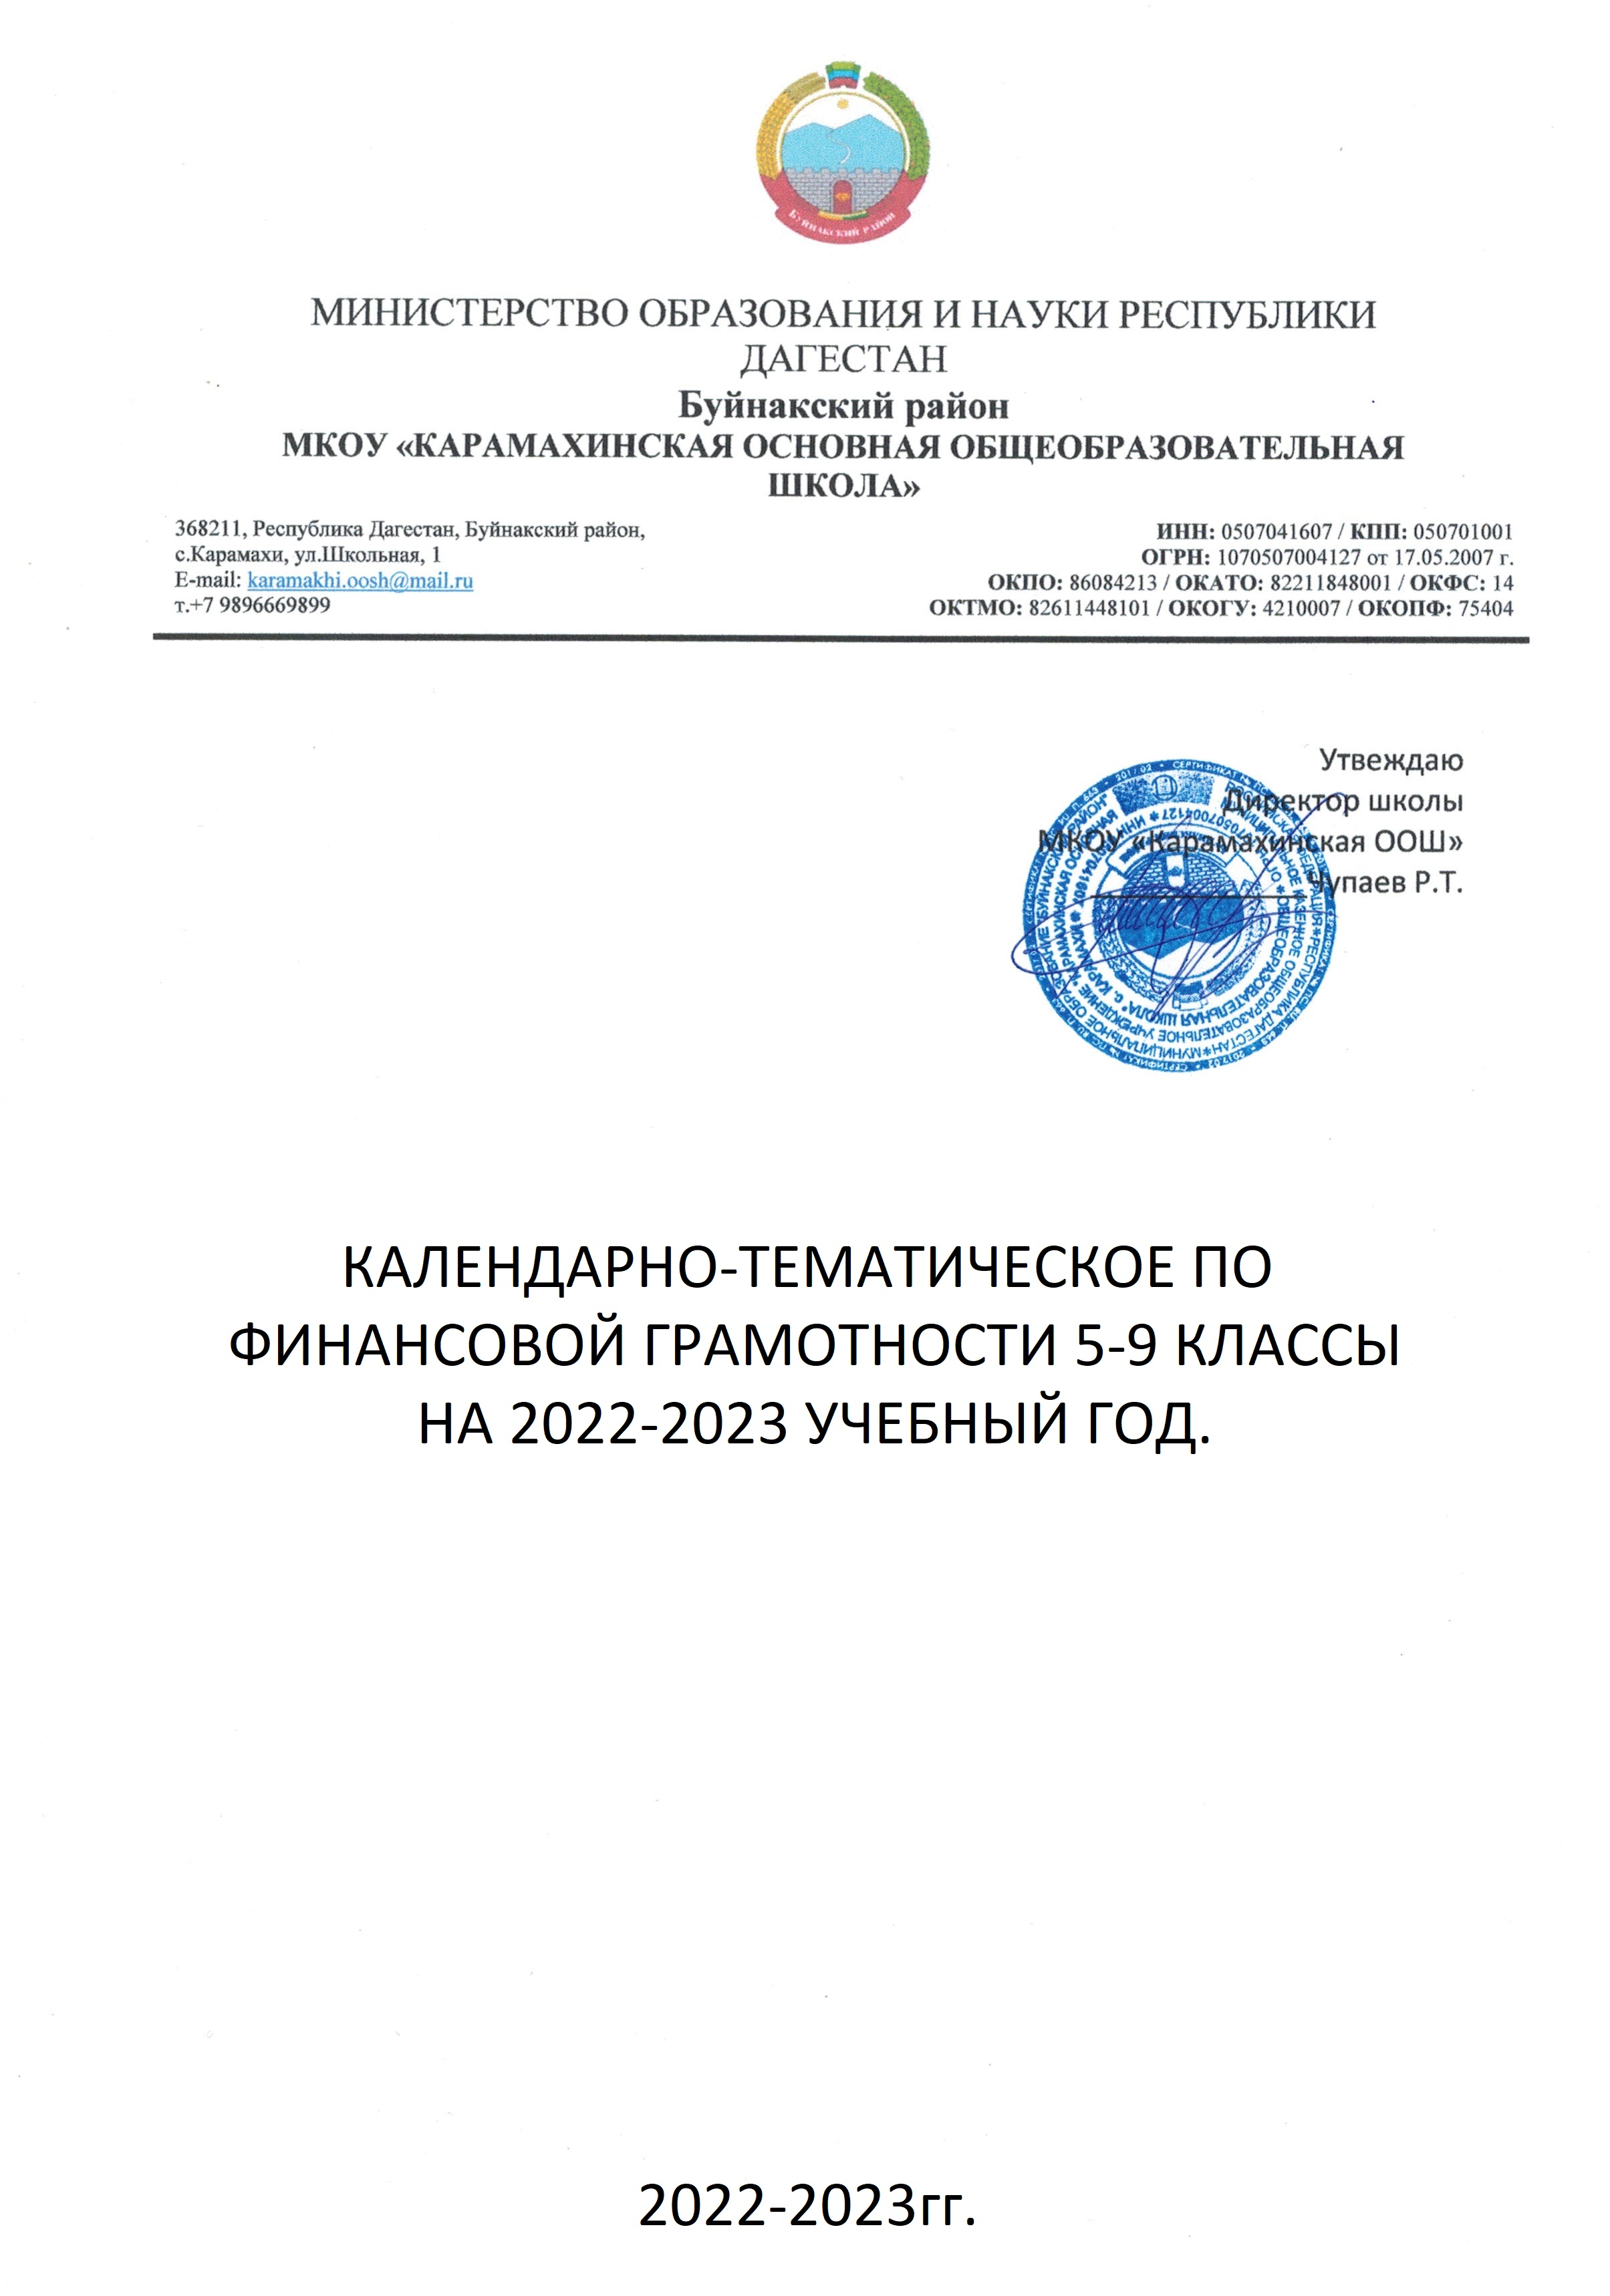 БУЙНАКСКИЙ РАЙОН
МИНИСТЕРСТВО ОБРАЗОВАНИЯ И НАУКИ РЕСПУБЛИКИ
ДАГЕСТАН
Буйнакский район
МКОУ «КАРАМАХИНСКАЯ ОСНОВНАЯ ОБЩЕОБРАЗОВАТЕЛЬНАЯ
ШКОЛА»
368211, Республика Дагестан, Буйнакский район,
с.Карамахи, ул.Школьная, 1
E-mail: karamakhi.oosh@mail.ru
т.+7 9896669899
ИНН: 0507041607 / КПП: 050701001
ОГРН: 1070507004127 от 17.05.2007 г.
ОКПО: 86084213 / ОКАТО: 82211848001 / ОКФС: 14
ОКТМО: 82611448101 / ОКОГУ: 4210007 / ОКОПФ: 75404
Утвеждаю
Директор школы
МКОУ «Карамахинская ООШ»
Чупаев Р.Т.
КАЛЕНДАРНО-ТЕМАТИЧЕСКОЕ ПО
ФИНАНСОВОЙ ГРАМОТНОСТИ 5-9 КЛАССЫ
НА 2022-2023 УЧЕБНЫЙ ГОД.
2022-2023гг.